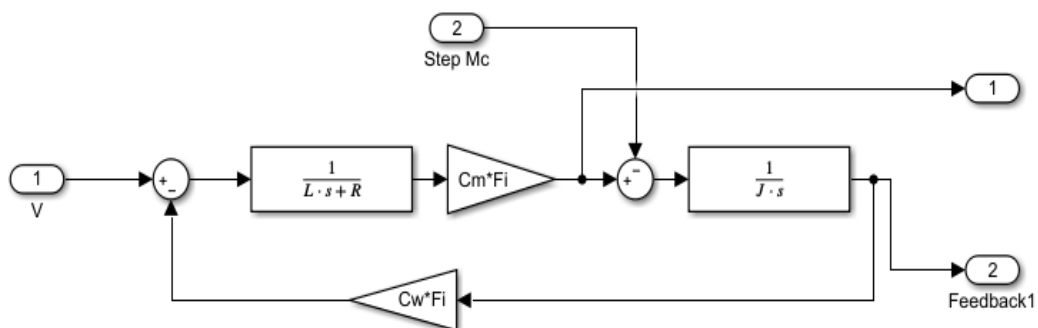 2
Step Mc
1
1
V
+
−
1
L · s + R
Cm*Fi
+
−
1
J · s
Cw*Fi
2
Feedback1